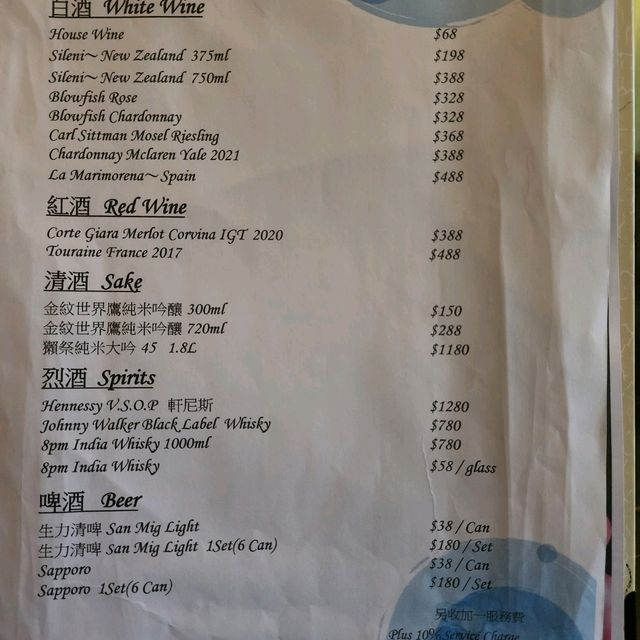 白酒 White Wine
House Wine $68
Sileni～New Zealand 375ml $198
Sileni～New Zealand 750ml $388
Blowfish Rose $328
Blowfish Chardonnay $328
Carl Sittman Mosel Riesling $368
Chardonnay Mclaren Yale 2021 $388
La Marimorena～Spain $488
紅酒 Red Wine
Corte Giara Merlot Corvina IGT 2020 $388
Touraine France 2017 $488
清酒 Sake
金紋世界鷹純米吟釀 300ml $150
金紋世界鷹純米吟釀 720ml $288
獺祭純米大吟 45 1.8L $1180
烈酒 Spirits
Hennessy V.S.O.P 軒尼斯 $1280
Johnny Walker Black Label Whisky $780
8pm India Whisky 1000ml $780
8pm India Whisky $58 / glass
啤酒 Beer
生力清啤 San Mig Light $38 / Can
生力清啤 San Mig Light 1Set(6 Can) $180 / Set
Sapporo $38 / Can
Sapporo 1Set(6 Can) $180 / Set
另收加一服務費
Plus 10% Service Charge